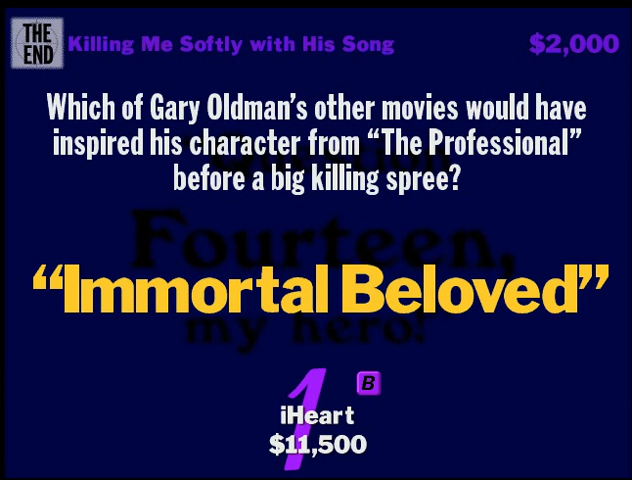 THE
END
Killing Me Softly with His Song
$2,000
Which of Gary Oldman's other movies would have
inspired his character from “The Professional”
before a big killing spree?
Question
Fourteen,
my hero!
“Immortal Beloved”
1
B
iHeart
$11,500